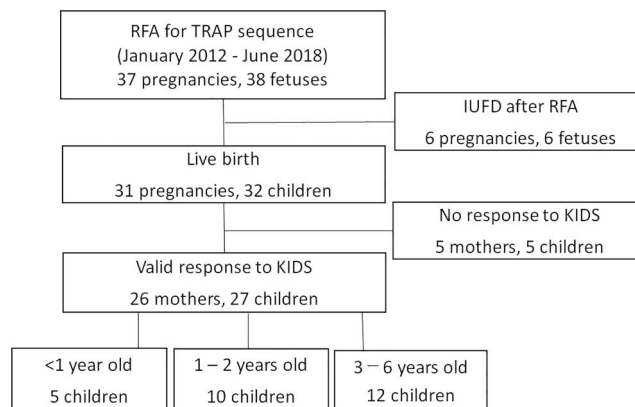 RFA for TRAP sequence
(January 2012 - June 2018)
37 pregnancies, 38 fetuses
IUFD after RFA
6 pregnancies, 6 fetuses
Live birth
31 pregnancies, 32 children
No response to KIDS
5 mothers, 5 children
Valid response to KIDS
26 mothers, 27 children
<1 year old
5 children
1 – 2 years old
10 children
3 – 6 years old
12 children